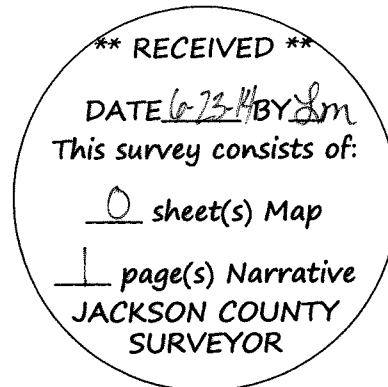 ** RECEIVED **
DATE 6-23-14 BY Lm
This survey consists of:
0 sheet(s) Map
1 page(s) Narrative
JACKSON COUNTY
SURVEYOR